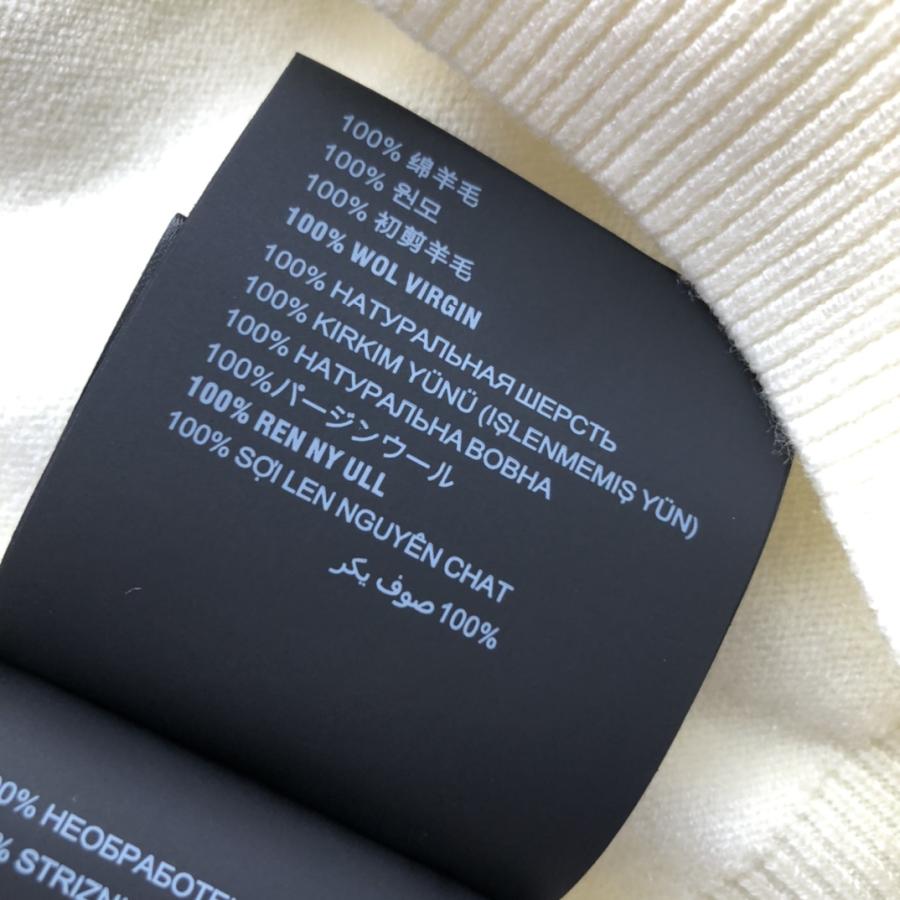 100% 绵羊毛
100% 원모
100% 初剪羊毛
100% WOL VIRGIN
100% НАТУРАЛЬНАЯ ШЕРСТЬ
100% KIRKIM YÜNÜ (IŞLENMEMIŞ YÜN)
100% НАТУРАЛЬНА ВОВНА
100%バージンウール
100% REN NY ULL
100% SỢI LEN NGUYÊN CHAT
100% صوف يكر